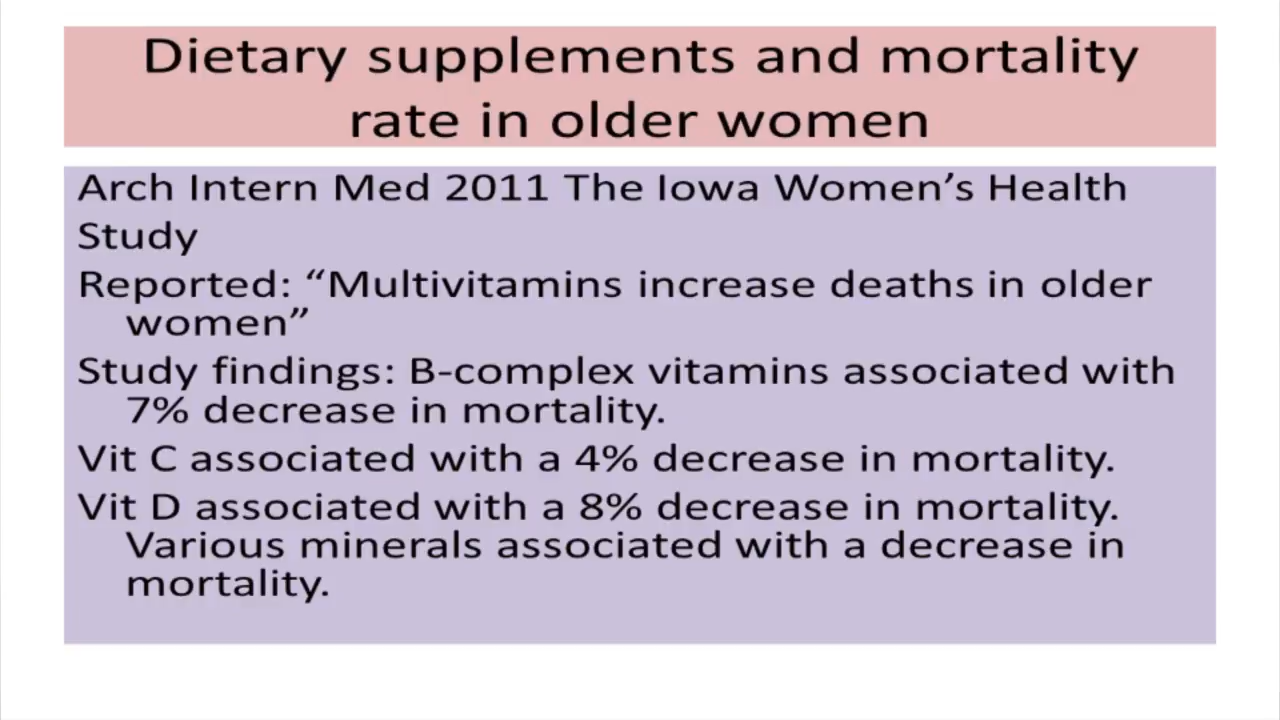 Dietary supplements and mortality
rate in older women
Arch Intern Med 2011 The Iowa Women’s Health
Study
Reported: “Multivitamins increase deaths in older
women”
Study findings: B-complex vitamins associated with
7% decrease in mortality.
Vit C associated with a 4% decrease in mortality.
Vit D associated with a 8% decrease in mortality.
Various minerals associated with a decrease in
mortality.